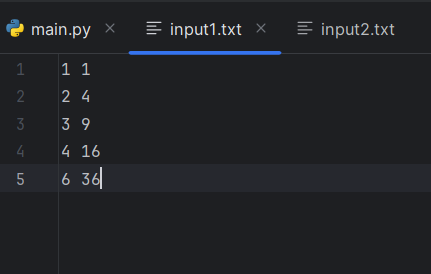 main.py input1.txt input2.txt
1 1 1
2 2 4
3 3 9
4 4 16
5 6 36